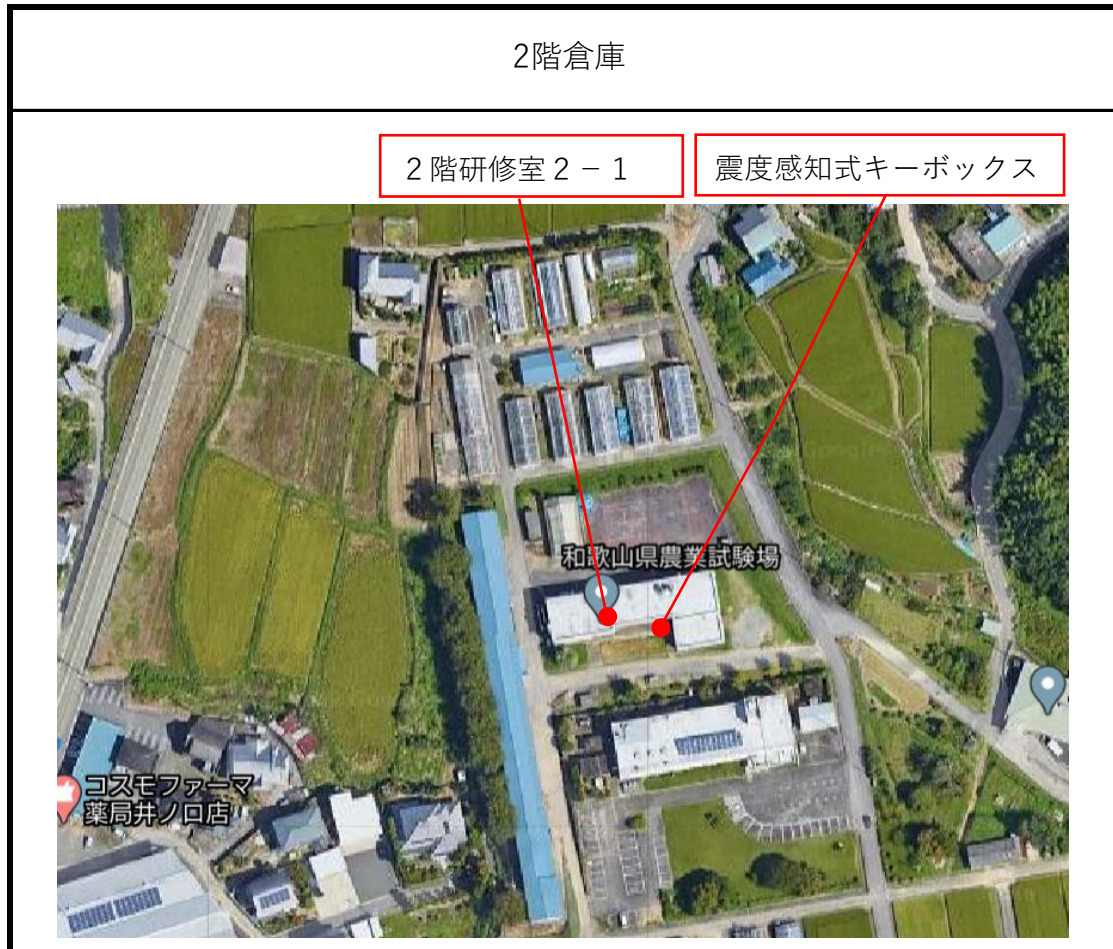 2階倉庫
２階研修室２－１
震度感知式キーボックス
和歌山県農業試験場
コスモファーマ
薬局井ノ口店